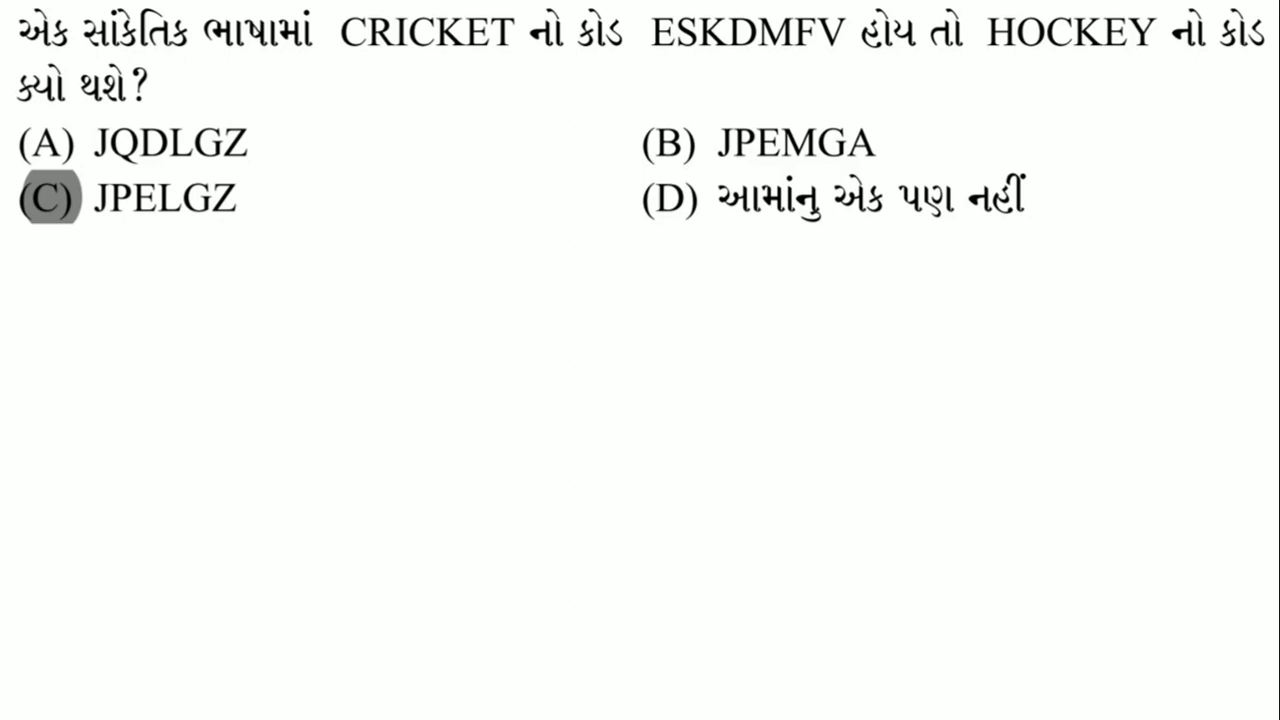 એક સાંકેતિક ભાષામાં CRICKET નો કોડ ESKDMFV હોય તો HOCKEY નો કોડ
ક્યો થશે?
(A) JQDLGZ (B) JPEMGA
(C) JPELGZ (D) આમાંનુ એક પણ નહીં